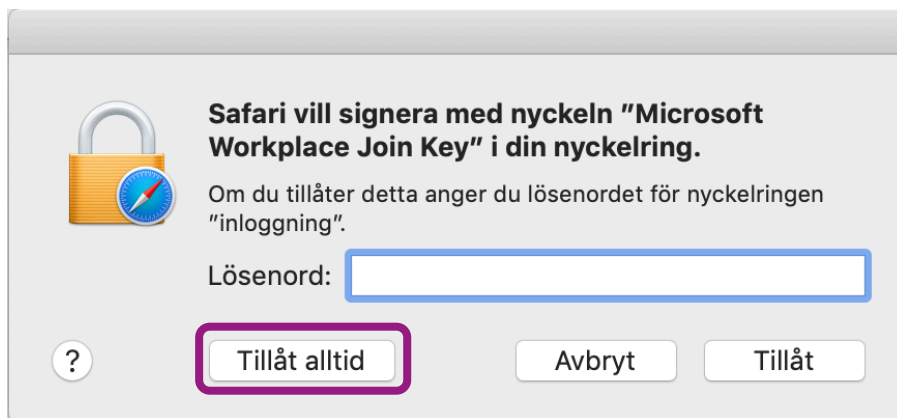 Safari vill signera med nyckeln ”Microsoft
Workplace Join Key” i din nyckelring.
Om du tillåter detta anger du lösenordet för nyckelringen
”inloggning”.
Lösenord:
? Tillåt alltid Avbryt Tillåt